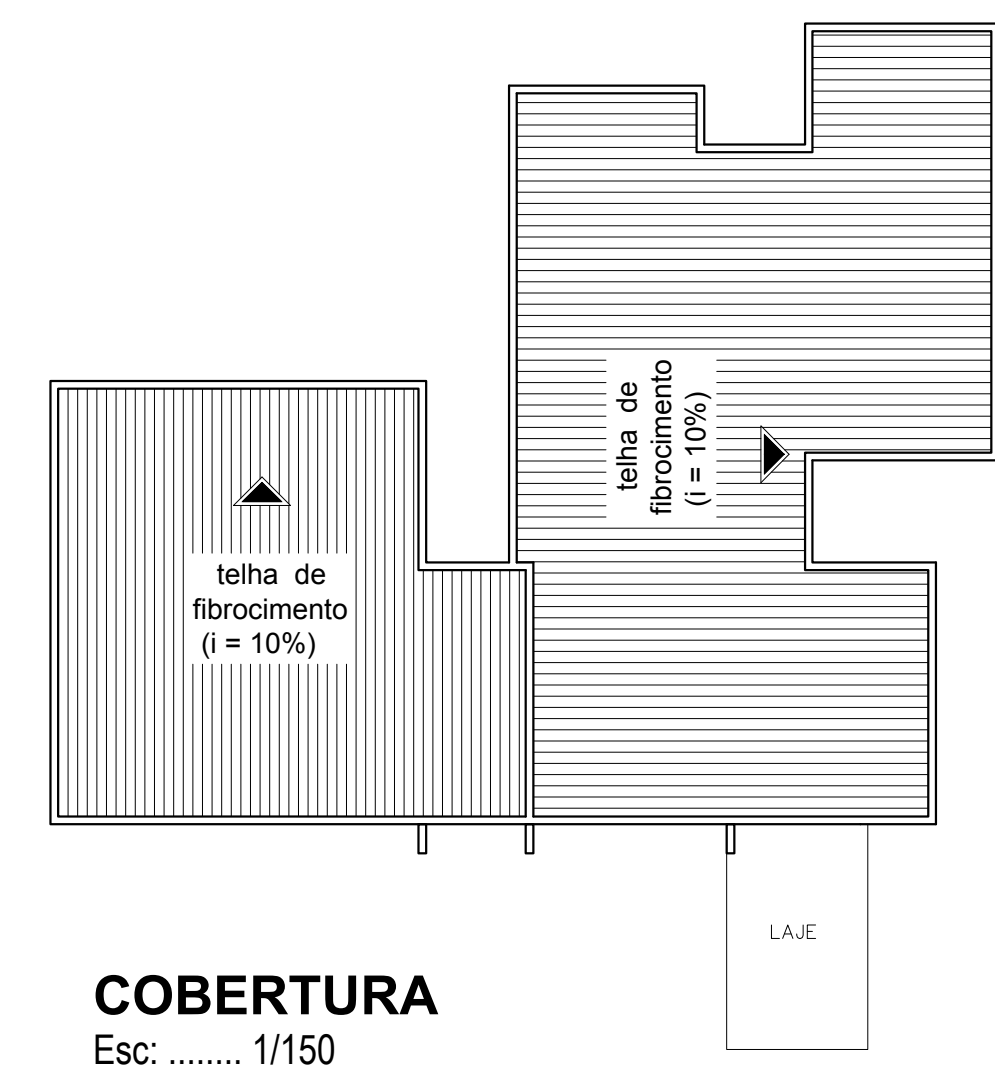 telha de
fibrocimento
(i = 10%)
telha de
fibrocimento
(i = 10%)
LAJE
COBERTURA
Esc: ........ 1/150